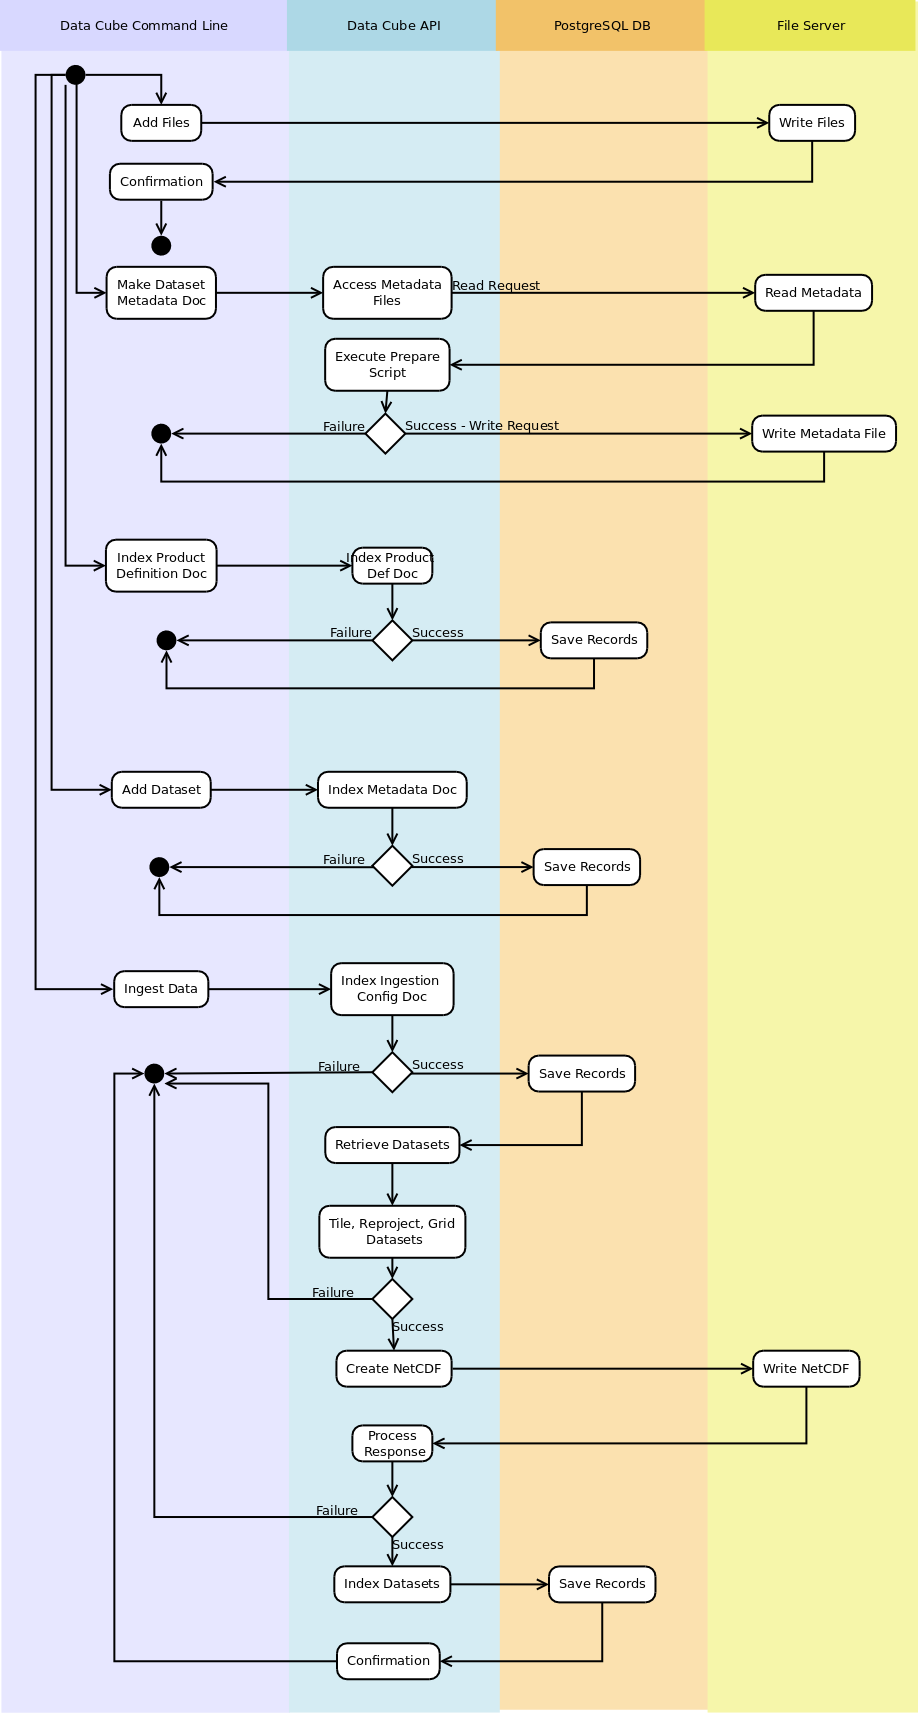 Data Cube Command Line
Data Cube API
PostgreSQL DB
File Server
Add Files
Write Files
Confirmation
Make Dataset
Metadata Doc
Access Metadata
Files
Read Request
Read Metadata
Execute Prepare
Script
Failure
Success - Write Request
Write Metadata File
Index Product
Definition Doc
Index Product
Def Doc
Failure
Success
Save Records
Add Dataset
Index Metadata Doc
Failure
Success
Save Records
Ingest Data
Index Ingestion
Config Doc
Failure
Success
Save Records
Retrieve Datasets
Tile, Reproject, Grid
Datasets
Failure
Success
Create NetCDF
Write NetCDF
Process
Response
Failure
Success
Index Datasets
Save Records
Confirmation